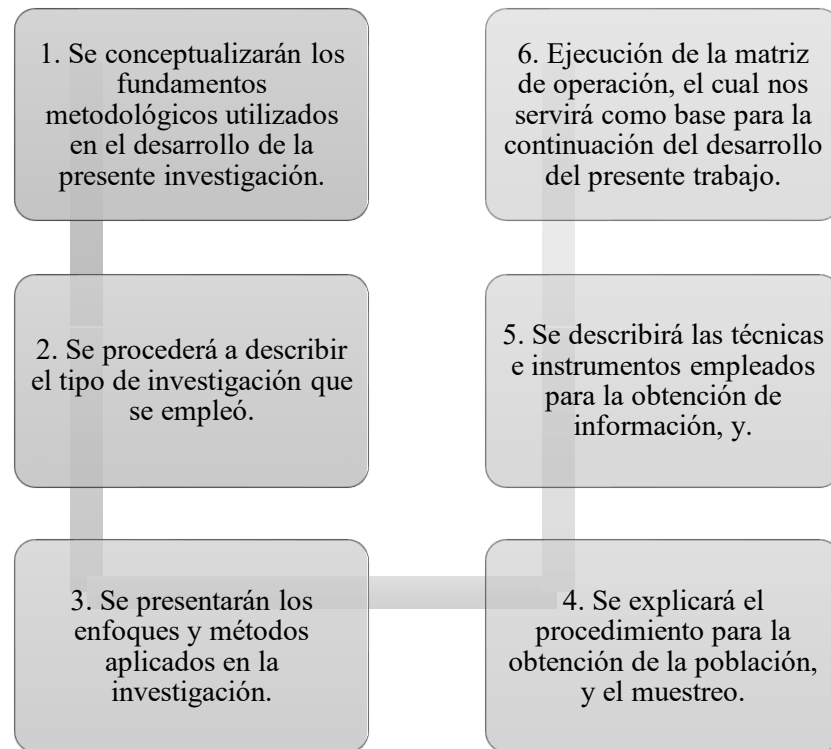 1. Se conceptualizarán los
fundamentos
metodológicos utilizados
en el desarrollo de la
presente investigación.
2. Se procederá a describir
el tipo de investigación que
se empleó.
3. Se presentarán los
enfoques y métodos
aplicados en la
investigación.
4. Se explicará el
procedimiento para la
obtención de la población,
y el muestreo.
5. Se describirá las técnicas
e instrumentos empleados
para la obtención de
información, y.
6. Ejecución de la matriz
de operación, el cual nos
servirá como base para la
continuación del desarrollo
del presente trabajo.